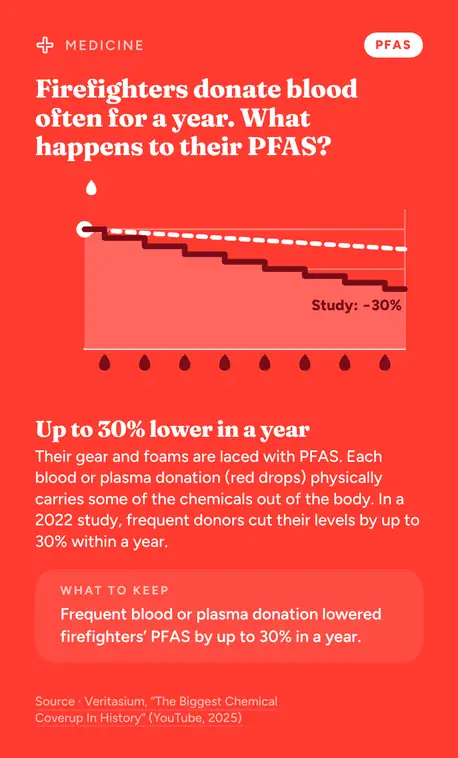 MEDICINE
PFAS
Firefighters donate blood
often for a year. What
happens to their PFAS?
Study: −30%
Up to 30% lower in a year
Their gear and foams are laced with PFAS. Each
blood or plasma donation (red drops) physically
carries some of the chemicals out of the body. In a
2022 study, frequent donors cut their levels by up to
30% within a year.
WHAT TO KEEP
Frequent blood or plasma donation lowered
firefighters’ PFAS by up to 30% in a year.
Source · Veritasium, “The Biggest Chemical
Coverup In History” (YouTube, 2025)